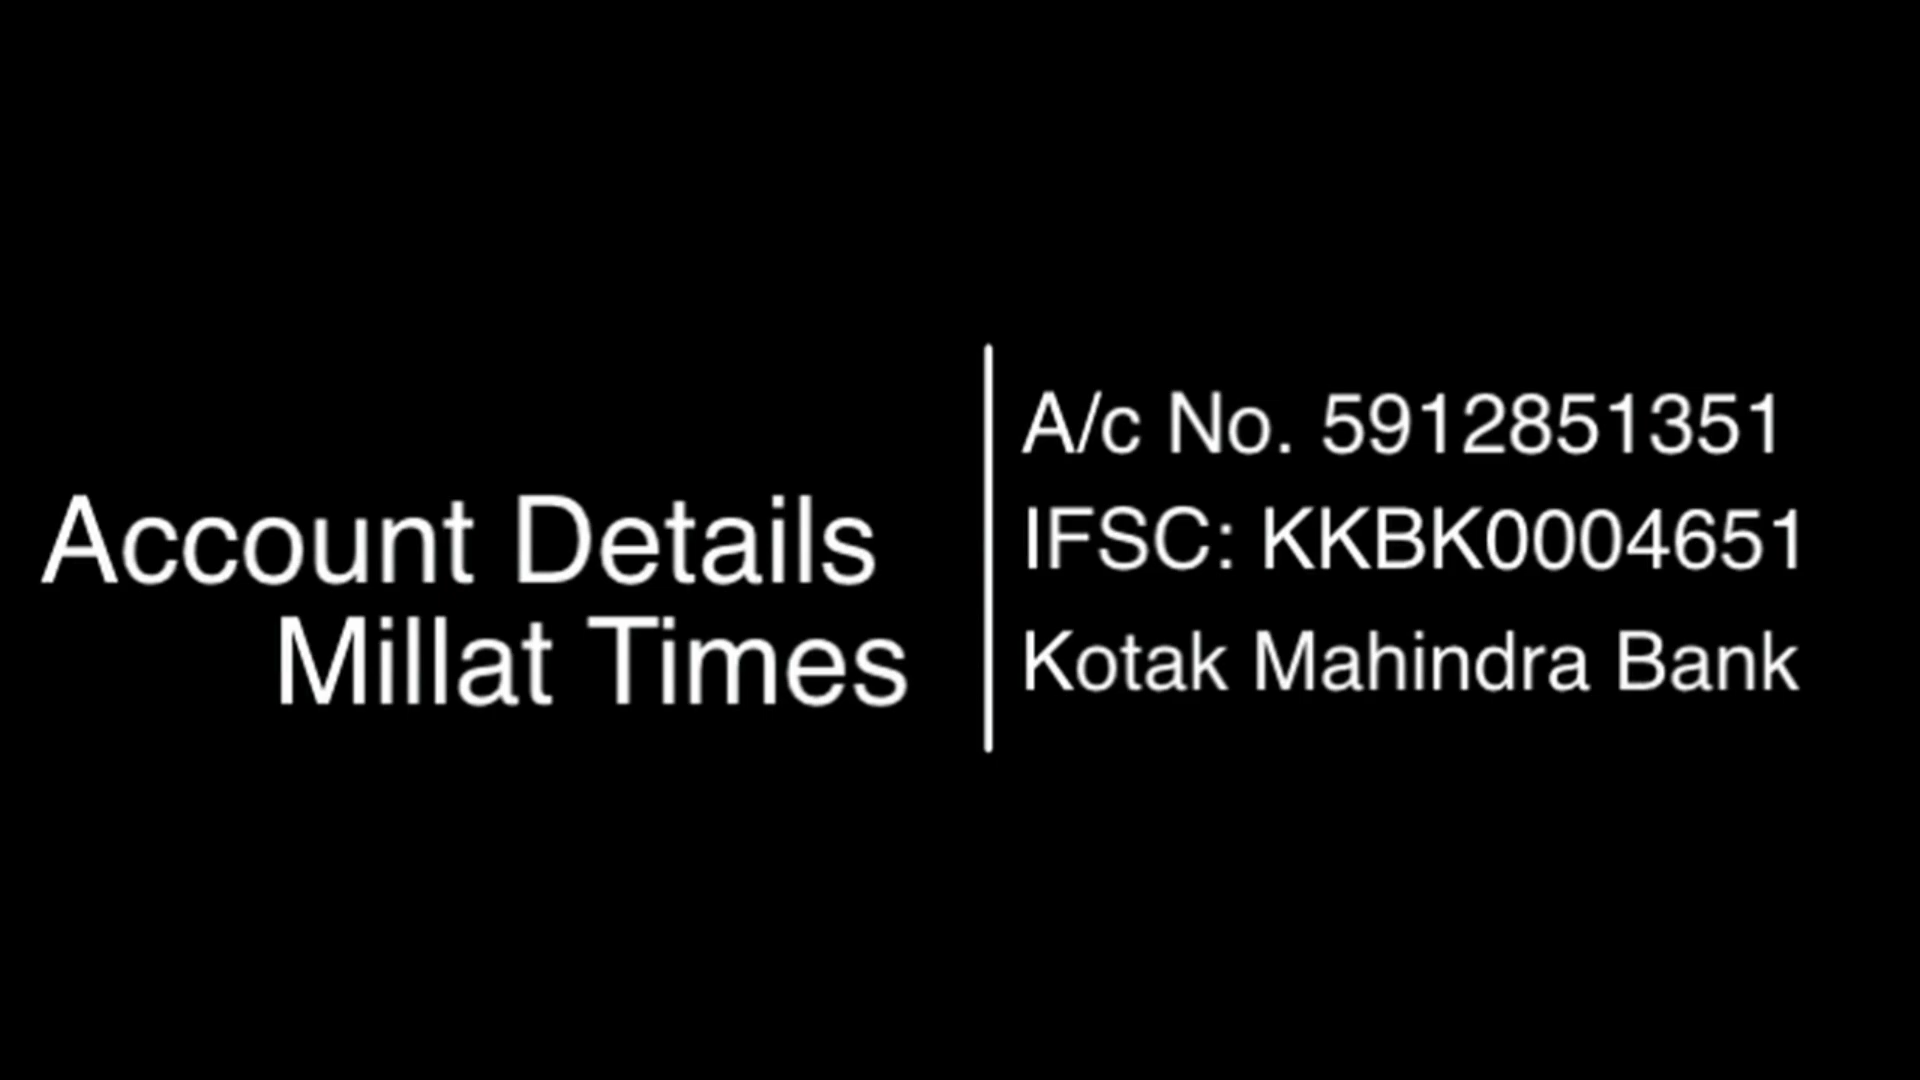 Account Details
Millat Times
A/c No. 5912851351
IFSC: KKBK0004651
Kotak Mahindra Bank